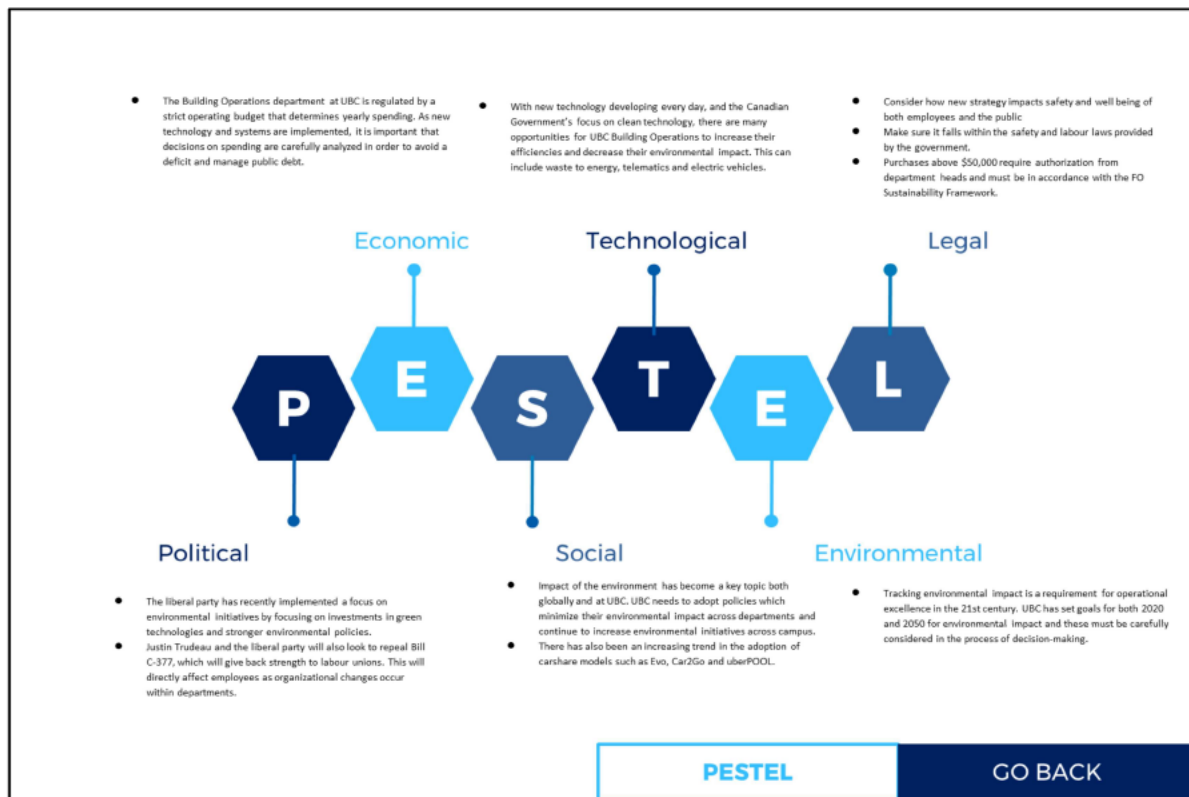 ● The Building Operations department at UBC is regulated by a
strict operating budget that determines yearly spending. As new
technology and systems are implemented, it is important that
decisions on spending are carefully analyzed in order to avoid a
deficit and manage public debt.
● With new technology developing every day, and the Canadian
Government's focus on clean technology, there are many
opportunities for UBC Building Operations to increase their
efficiencies and decrease their environmental impact. This can
include waste to energy, telematics and electric vehicles.
● Consider how new strategy impacts safety and well being of
both employees and the public
● Make sure it falls within the safety and labour laws provided
by the government.
● Purchases above $50,000 require authorization from
department heads and must be in accordance with the FO
Sustainability Framework.
Economic
Technological
Legal
P
E
S
T
E
L
Political
Social
Environmental
● The liberal party has recently implemented a focus on
environmental initiatives by focusing on investments in green
technologies and stronger environmental policies.
● Justin Trudeau and the liberal party will also look to repeal Bill
C-377, which will give back strength to labour unions. This will
directly affect employees as organizational changes occur
within departments.
● Impact of the environment has become a key topic both
globally and at UBC. UBC needs to adopt policies which
minimize their environmental impact across departments and
continue to increase environmental initiatives across campus.
● There has also been an increasing trend in the adoption of
carshare models such as Evo, Car2Go and uberPOOL.
● Tracking environmental impact is a requirement for operational
excellence in the 21st century. UBC has set goals for both 2020
and 2050 for environmental impact and these must be carefully
considered in the process of decision-making.
PESTEL
GO BACK